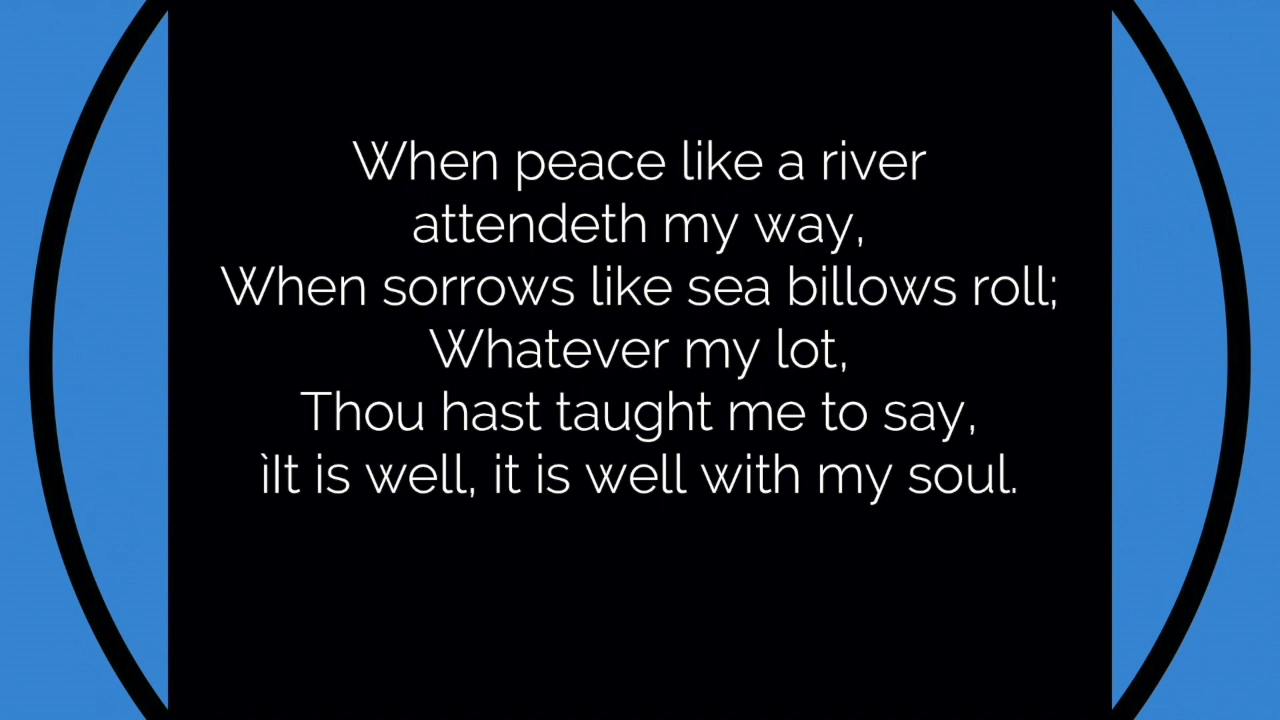 When peace like a river
attendeth my way,
When sorrows like sea billows roll;
Whatever my lot,
Thou hast taught me to say,
ìIt is well, it is well with my soul.